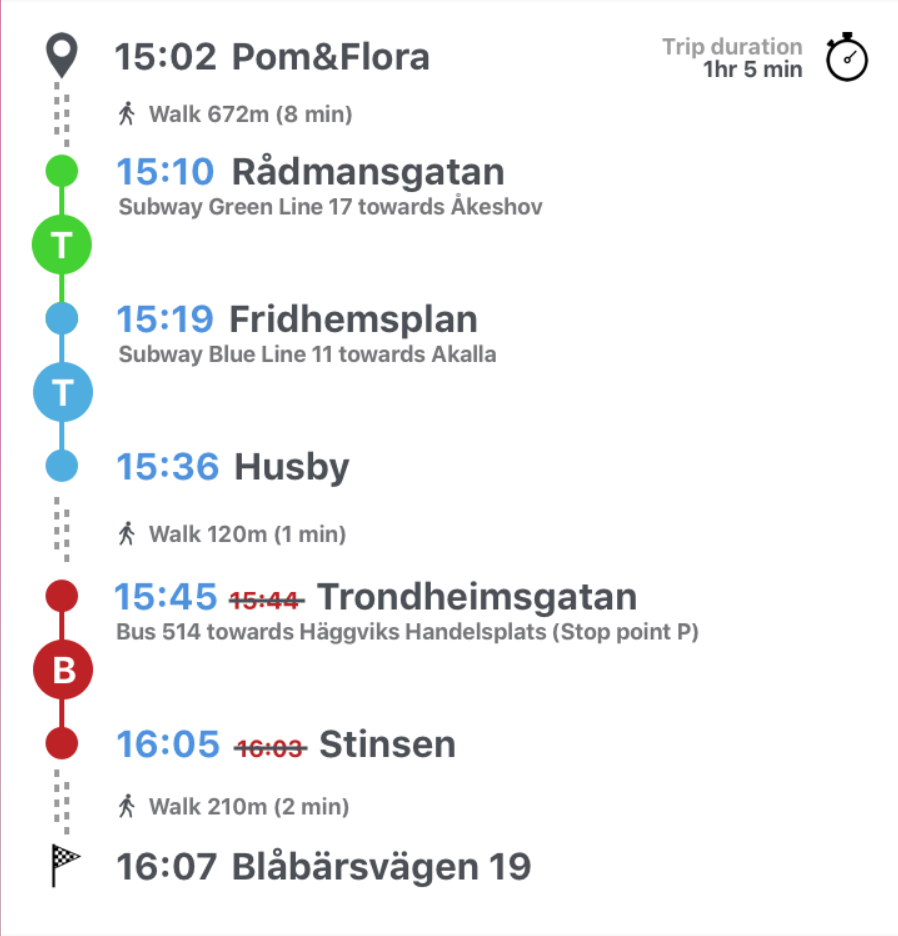 15:02 Pom&Flora
Trip duration
1hr 5 min
Walk 672m (8 min)
15:10 Rådmansgatan
Subway Green Line 17 towards Åkeshov
T
15:19 Fridhemsplan
Subway Blue Line 11 towards Akalla
T
15:36 Husby
Walk 120m (1 min)
15:45 15:44 Trondheimsgatan
Bus 514 towards Häggviks Handelsplats (Stop point P)
B
16:05 16:03 Stinsen
Walk 210m (2 min)
16:07 Blåbärsvägen 19